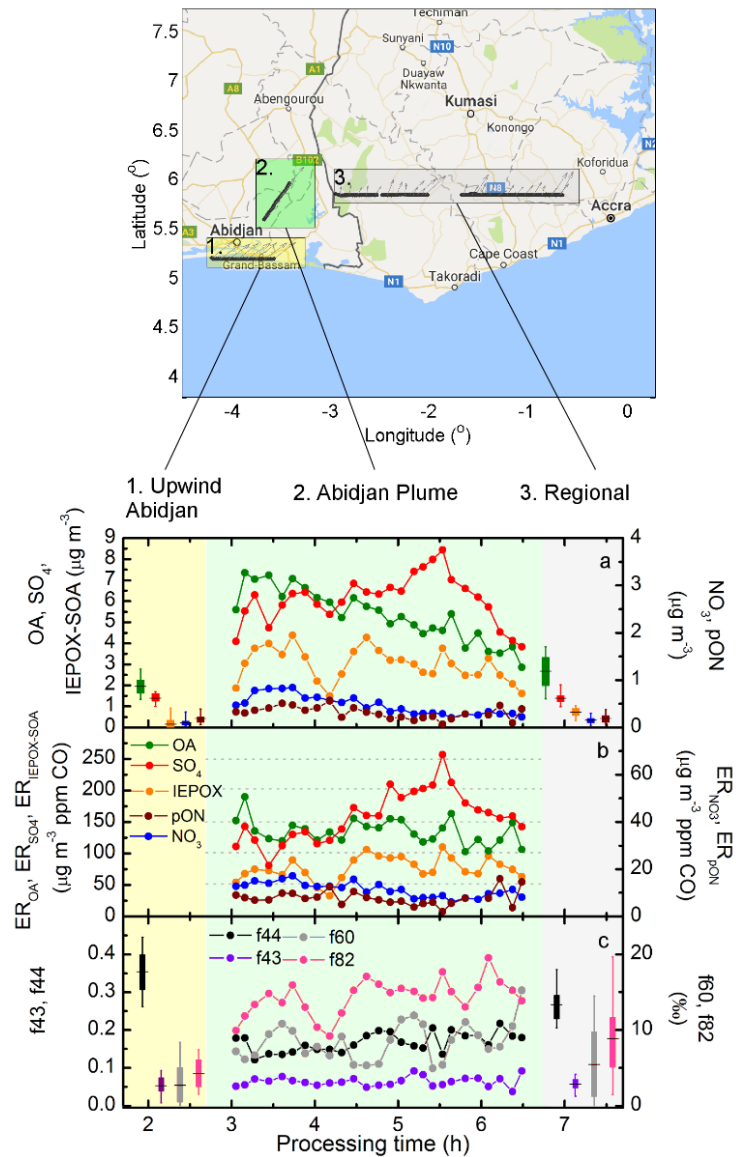 7.5
7
6.5
6
5.5
5
4.5
4
Latitude (°)
Techiman
Sunyani
N10
A1
Duayaw
Nkwanta
A8
Abengourou
Kumasi
Konongo
B102
N2
2.
3.
Koforidua
N8
Accra
A3
Abidjan
1.
Grand-Bassam
N1
Cape Coast
N1
Takoradi
-4 -3 -2 -1 0
Longitude (°)
1. Upwind
Abidjan
2. Abidjan Plume
3. Regional
OA, SO4,
IEPOX-SOA (µg m-3)
9
8
7
6
5
4
3
2
1
0
a
4
3
2
1
0
NO3, pON
(µg m-3)
EROA, ERSO4, ERIEPOX-SOA
(µg m-3 ppm CO)
250
200
150
100
50
0
OA
SO4
IEPOX
pON
NO3
b
60
40
20
0
ERNO3, ERpON
(µg m-3 ppm CO)
f43, f44
0.4
0.3
0.2
0.1
0.0
f44 f60
f43 f82
c
20
10
0
f60, f82
(‰)
2 3 4 5 6 7
Processing time (h)